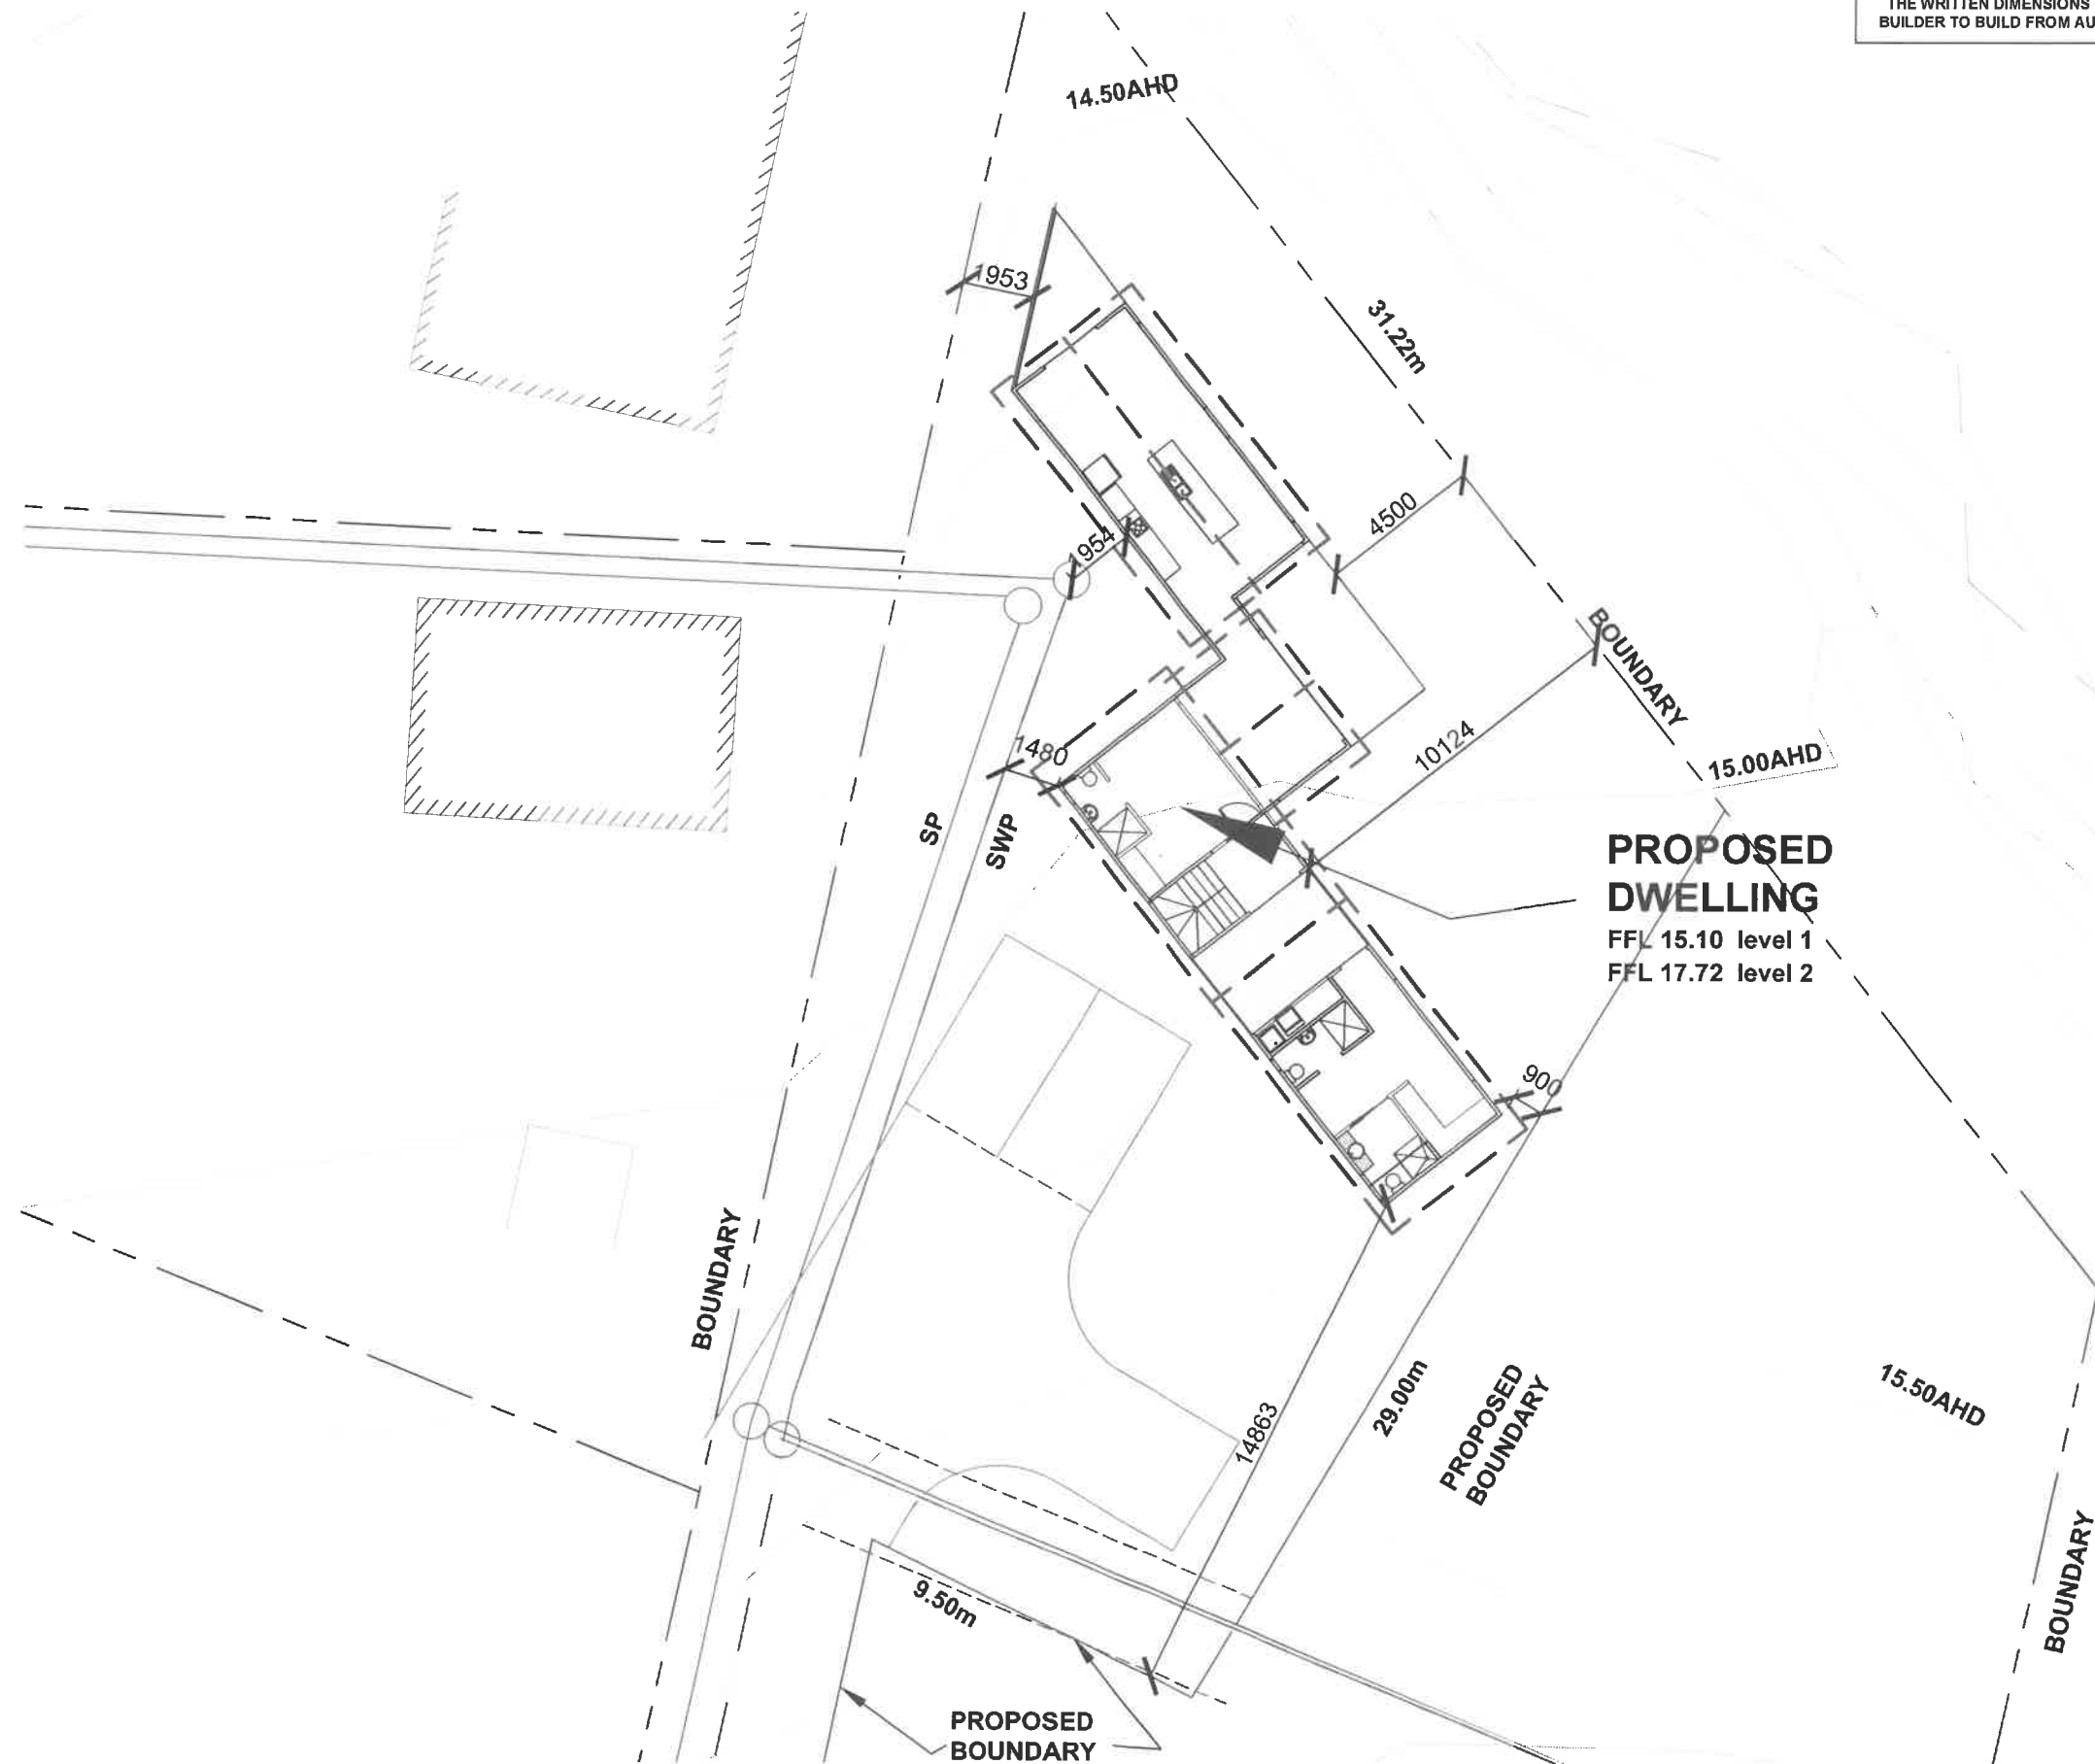 THE WRITTEN DIMENSIONS
BUILDER TO BUILD FROM AU
14.50AHD
1953
31.22m
4500
1954
BOUNDARY
10124
15.00AHD
1480
SP
SWP
PROPOSED
DWELLING
FFL 15.10 level 1
FFL 17.72 level 2
900
BOUNDARY
29.00m
PROPOSED
BOUNDARY
14863
15.50AHD
BOUNDARY
9.50m
PROPOSED
BOUNDARY